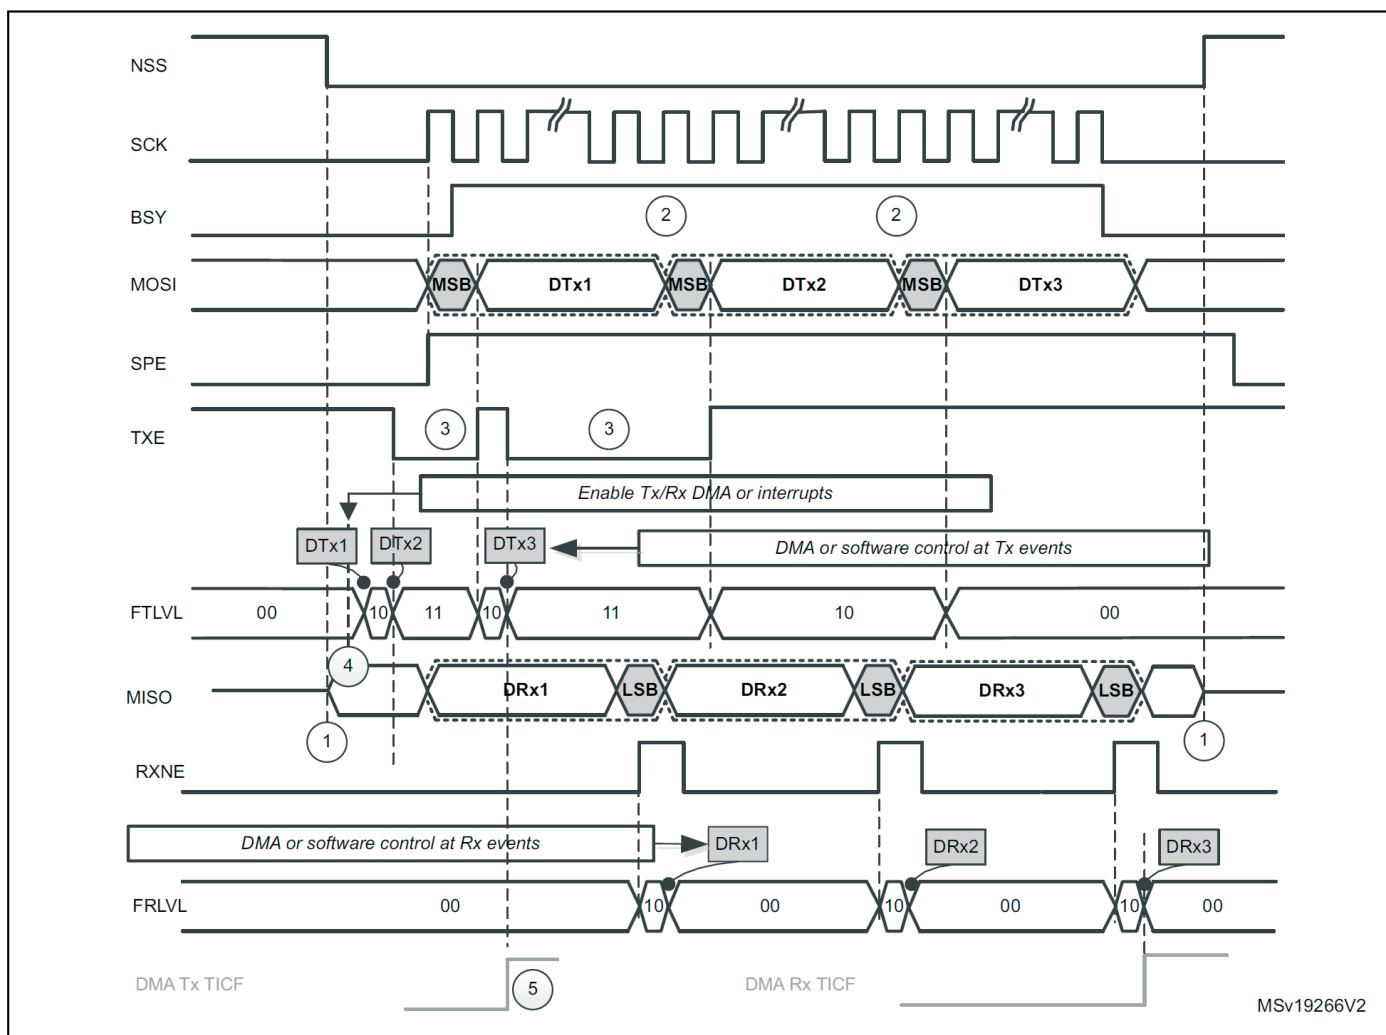 NSS
SCK
BSY
2 2
MOSI MSB DTx1 MSB DTx2 MSB DTx3
SPE
TXE 3 3
Enable Tx/Rx DMA or interrupts
DTx1 DTx2 DTx3 DMA or software control at Tx events
FTLVL 00 10 11 10 11 10 00
4
MISO DRx1 LSB DRx2 LSB DRx3 LSB
1 1
RXNE
DMA or software control at Rx events DRx1 DRx2 DRx3
FRLVL 00 10 00 10 00 10 00
DMA Tx TICF 5 DMA Rx TICF
MSv19266V2